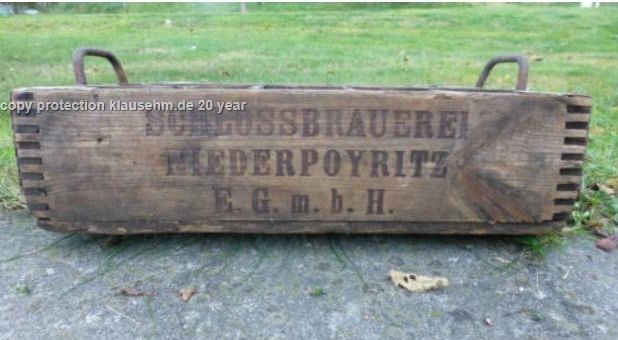 copy protection klausehm.de 20 year
SCHLOSSBRAUEREI
NIEDERPOYRITZ
E. G. m. b. H.